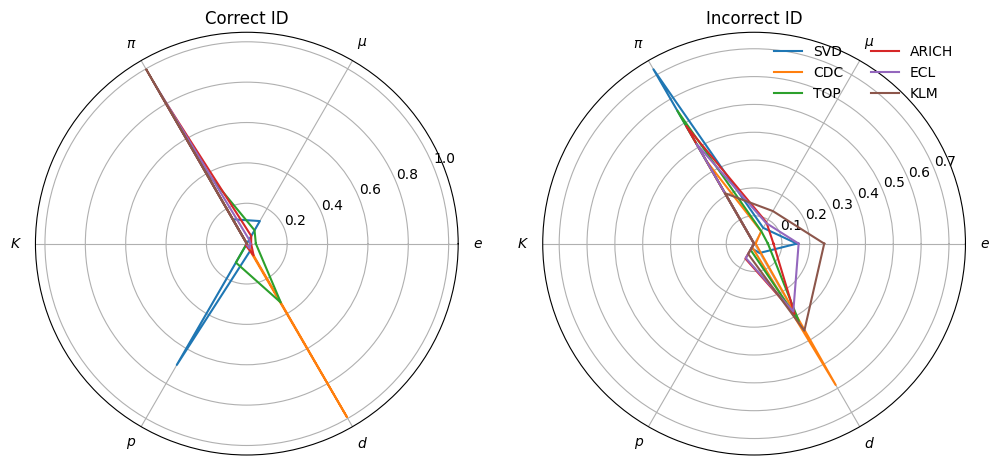 Correct ID
π
μ
K
e
p
d
0.2
0.4
0.6
0.8
1.0
Incorrect ID
π
μ
K
e
p
d
0.1
0.2
0.3
0.4
0.5
0.6
0.7
SVD
CDC
TOP
ARICH
ECL
KLM